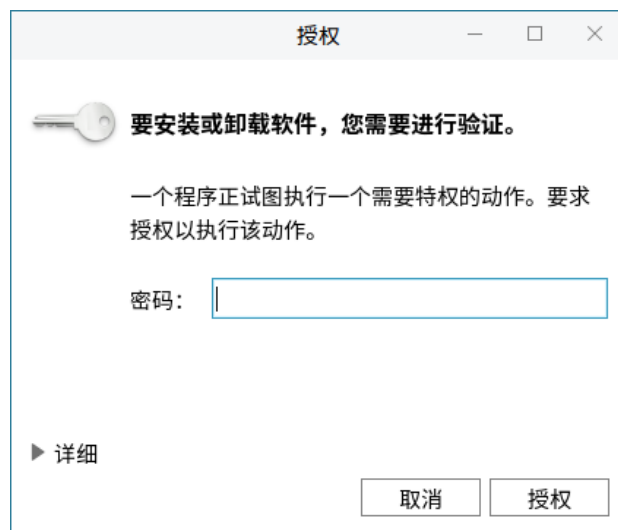 授权
要安装或卸载软件，您需要进行验证。
一个程序正试图执行一个需要特权的动作。要求
授权以执行该动作。
密码：
详细
取消
授权